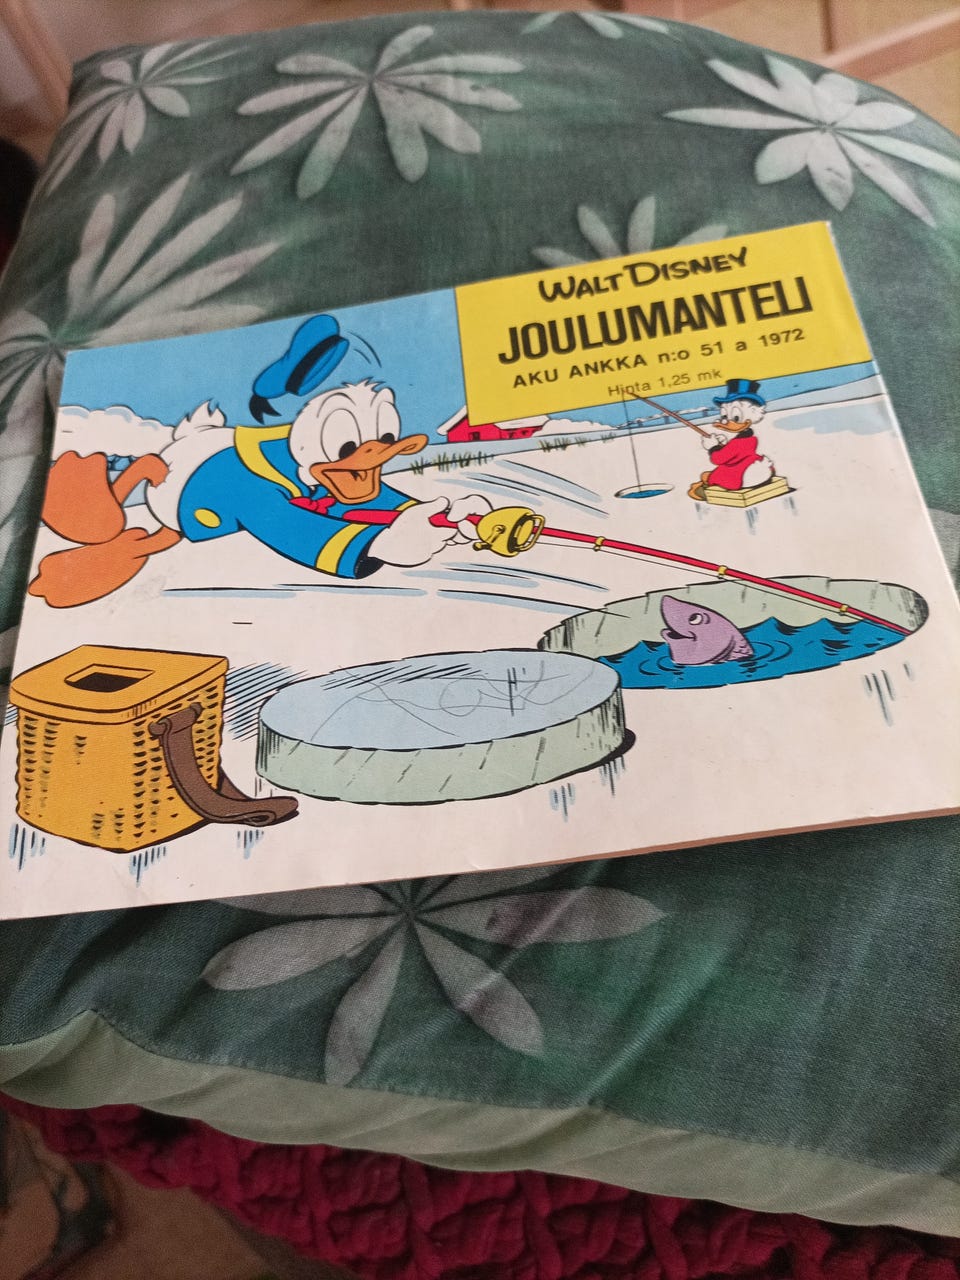 WALT DISNEY
JOULUMANTELI
AKU ANKKA n:o 51 a 1972
Hinta 1,25 mk